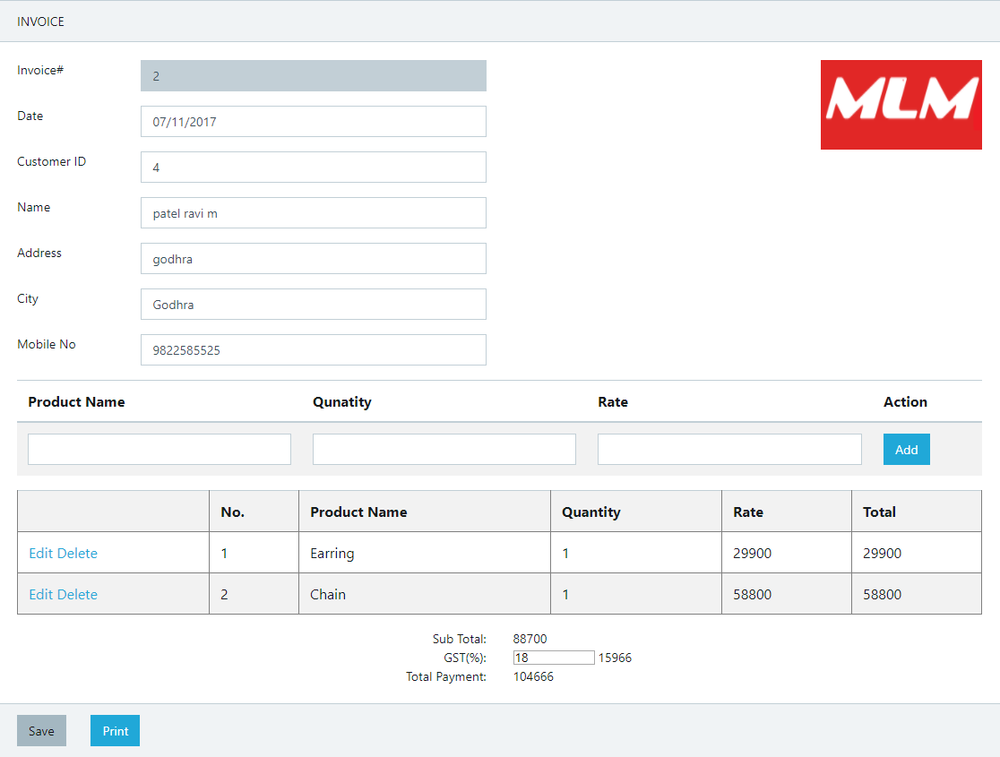 INVOICE
Invoice# 2
MLM
Date 07/11/2017
Customer ID 4
Name patel ravi m
Address godhra
City Godhra
Mobile No 9822585525
Product Name Qunatity Rate Action
Add
No. Product Name Quantity Rate Total
Edit Delete 1 Earring 1 29900 29900
Edit Delete 2 Chain 1 58800 58800
Sub Total: 88700
GST(%): 18 15966
Total Payment: 104666
Save Print